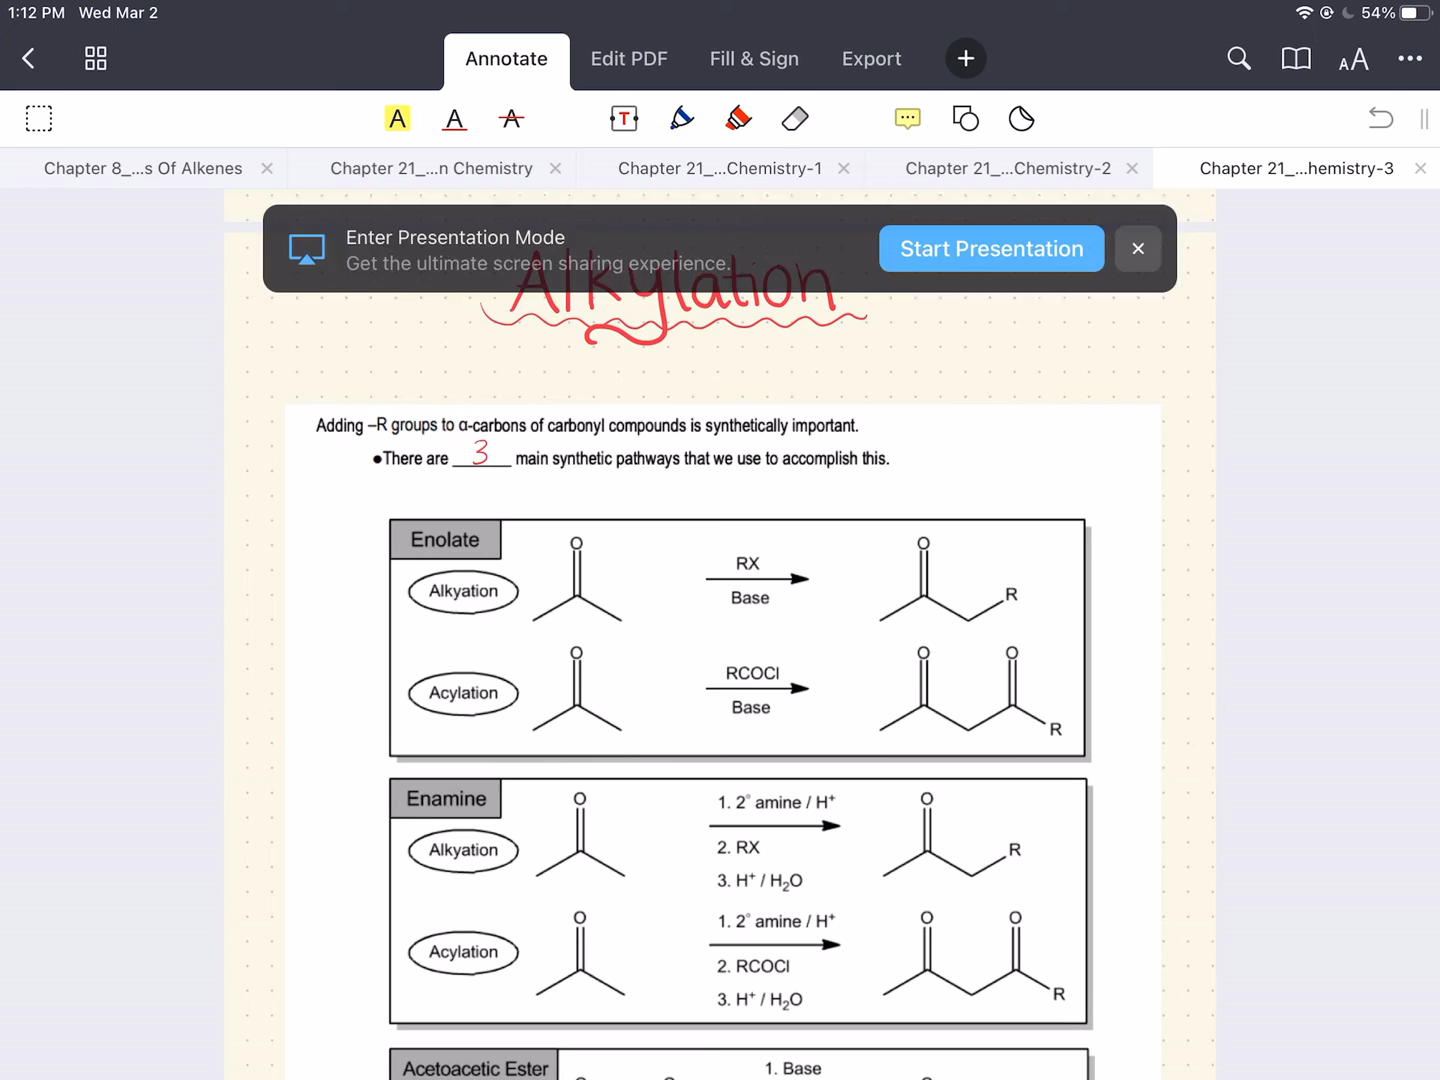 1:12 PM Wed Mar 2
54%
Annotate Edit PDF Fill & Sign Export
AA
A A A T
Chapter 8_...s Of Alkenes Chapter 21_...n Chemistry Chapter 21_...Chemistry-1 Chapter 21_...Chemistry-2 Chapter 21_...hemistry-3
Enter Presentation Mode
Get the ultimate screen sharing experience.
Start Presentation
Alkylation
Adding –R groups to α-carbons of carbonyl compounds is synthetically important.
●There are __3__ main synthetic pathways that we use to accomplish this.
Enolate
Alkyation
O
RX
Base
O
R
Acylation
O
RCOCl
Base
O O
R
Enamine
Alkyation
O
1. 2° amine / H⁺
2. RX
3. H⁺ / H₂O
O
R
Acylation
O
1. 2° amine / H⁺
2. RCOCl
3. H⁺ / H₂O
O O
R
Acetoacetic Ester
1. Base